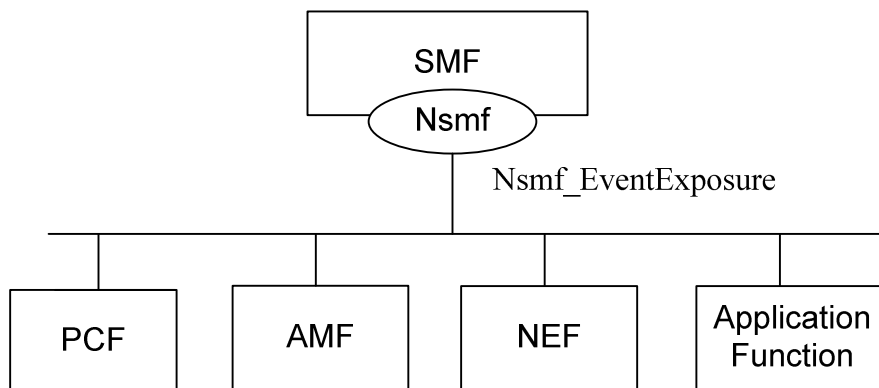 SMF
Nsmf
Nsmf_EventExposure
PCF
AMF
NEF
Application
Function